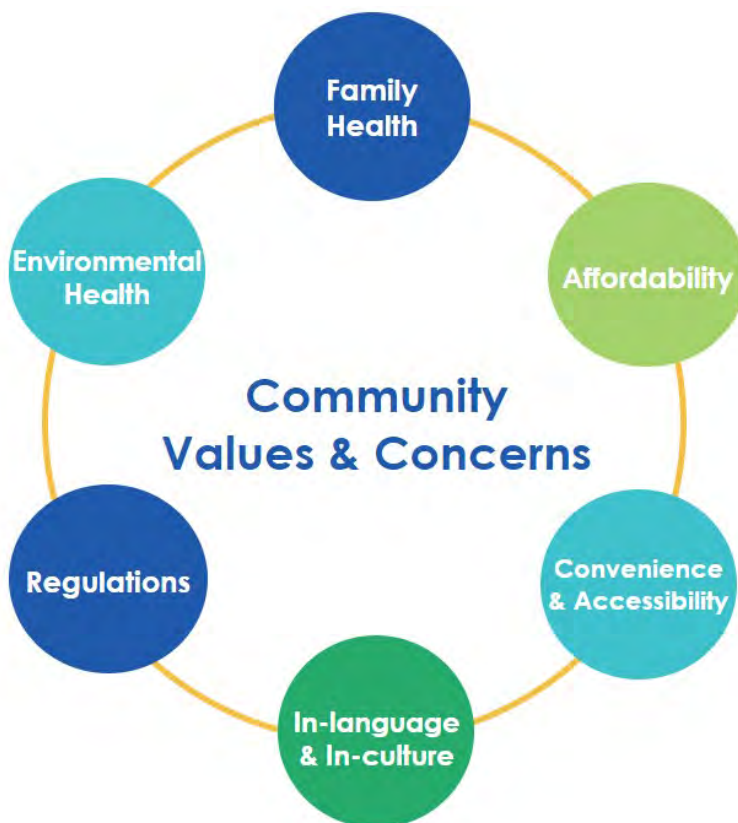 Family
Health
Affordability
Convenience
& Accessibility
In-language
& In-culture
Regulations
Environmental
Health
Community
Values & Concerns